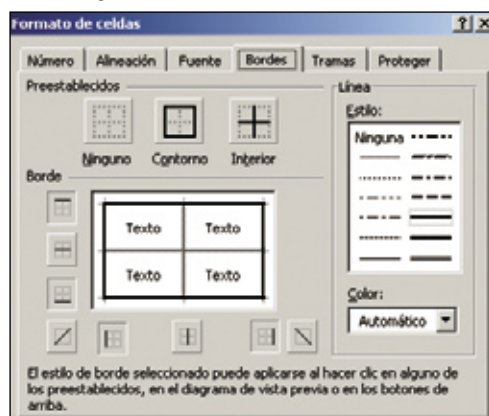 Formato de celdas
Número Alineación Fuente Bordes Tramas Proteger
Preestablecidos
Línea
Estilo:
Ninguna
Ninguno Contorno Interior
Borde
Texto Texto
Texto Texto
Color:
Automático
El estilo de borde seleccionado puede aplicarse al hacer clic en alguno de
los preestablecidos, en el diagrama de vista previa o en los botones de
arriba.